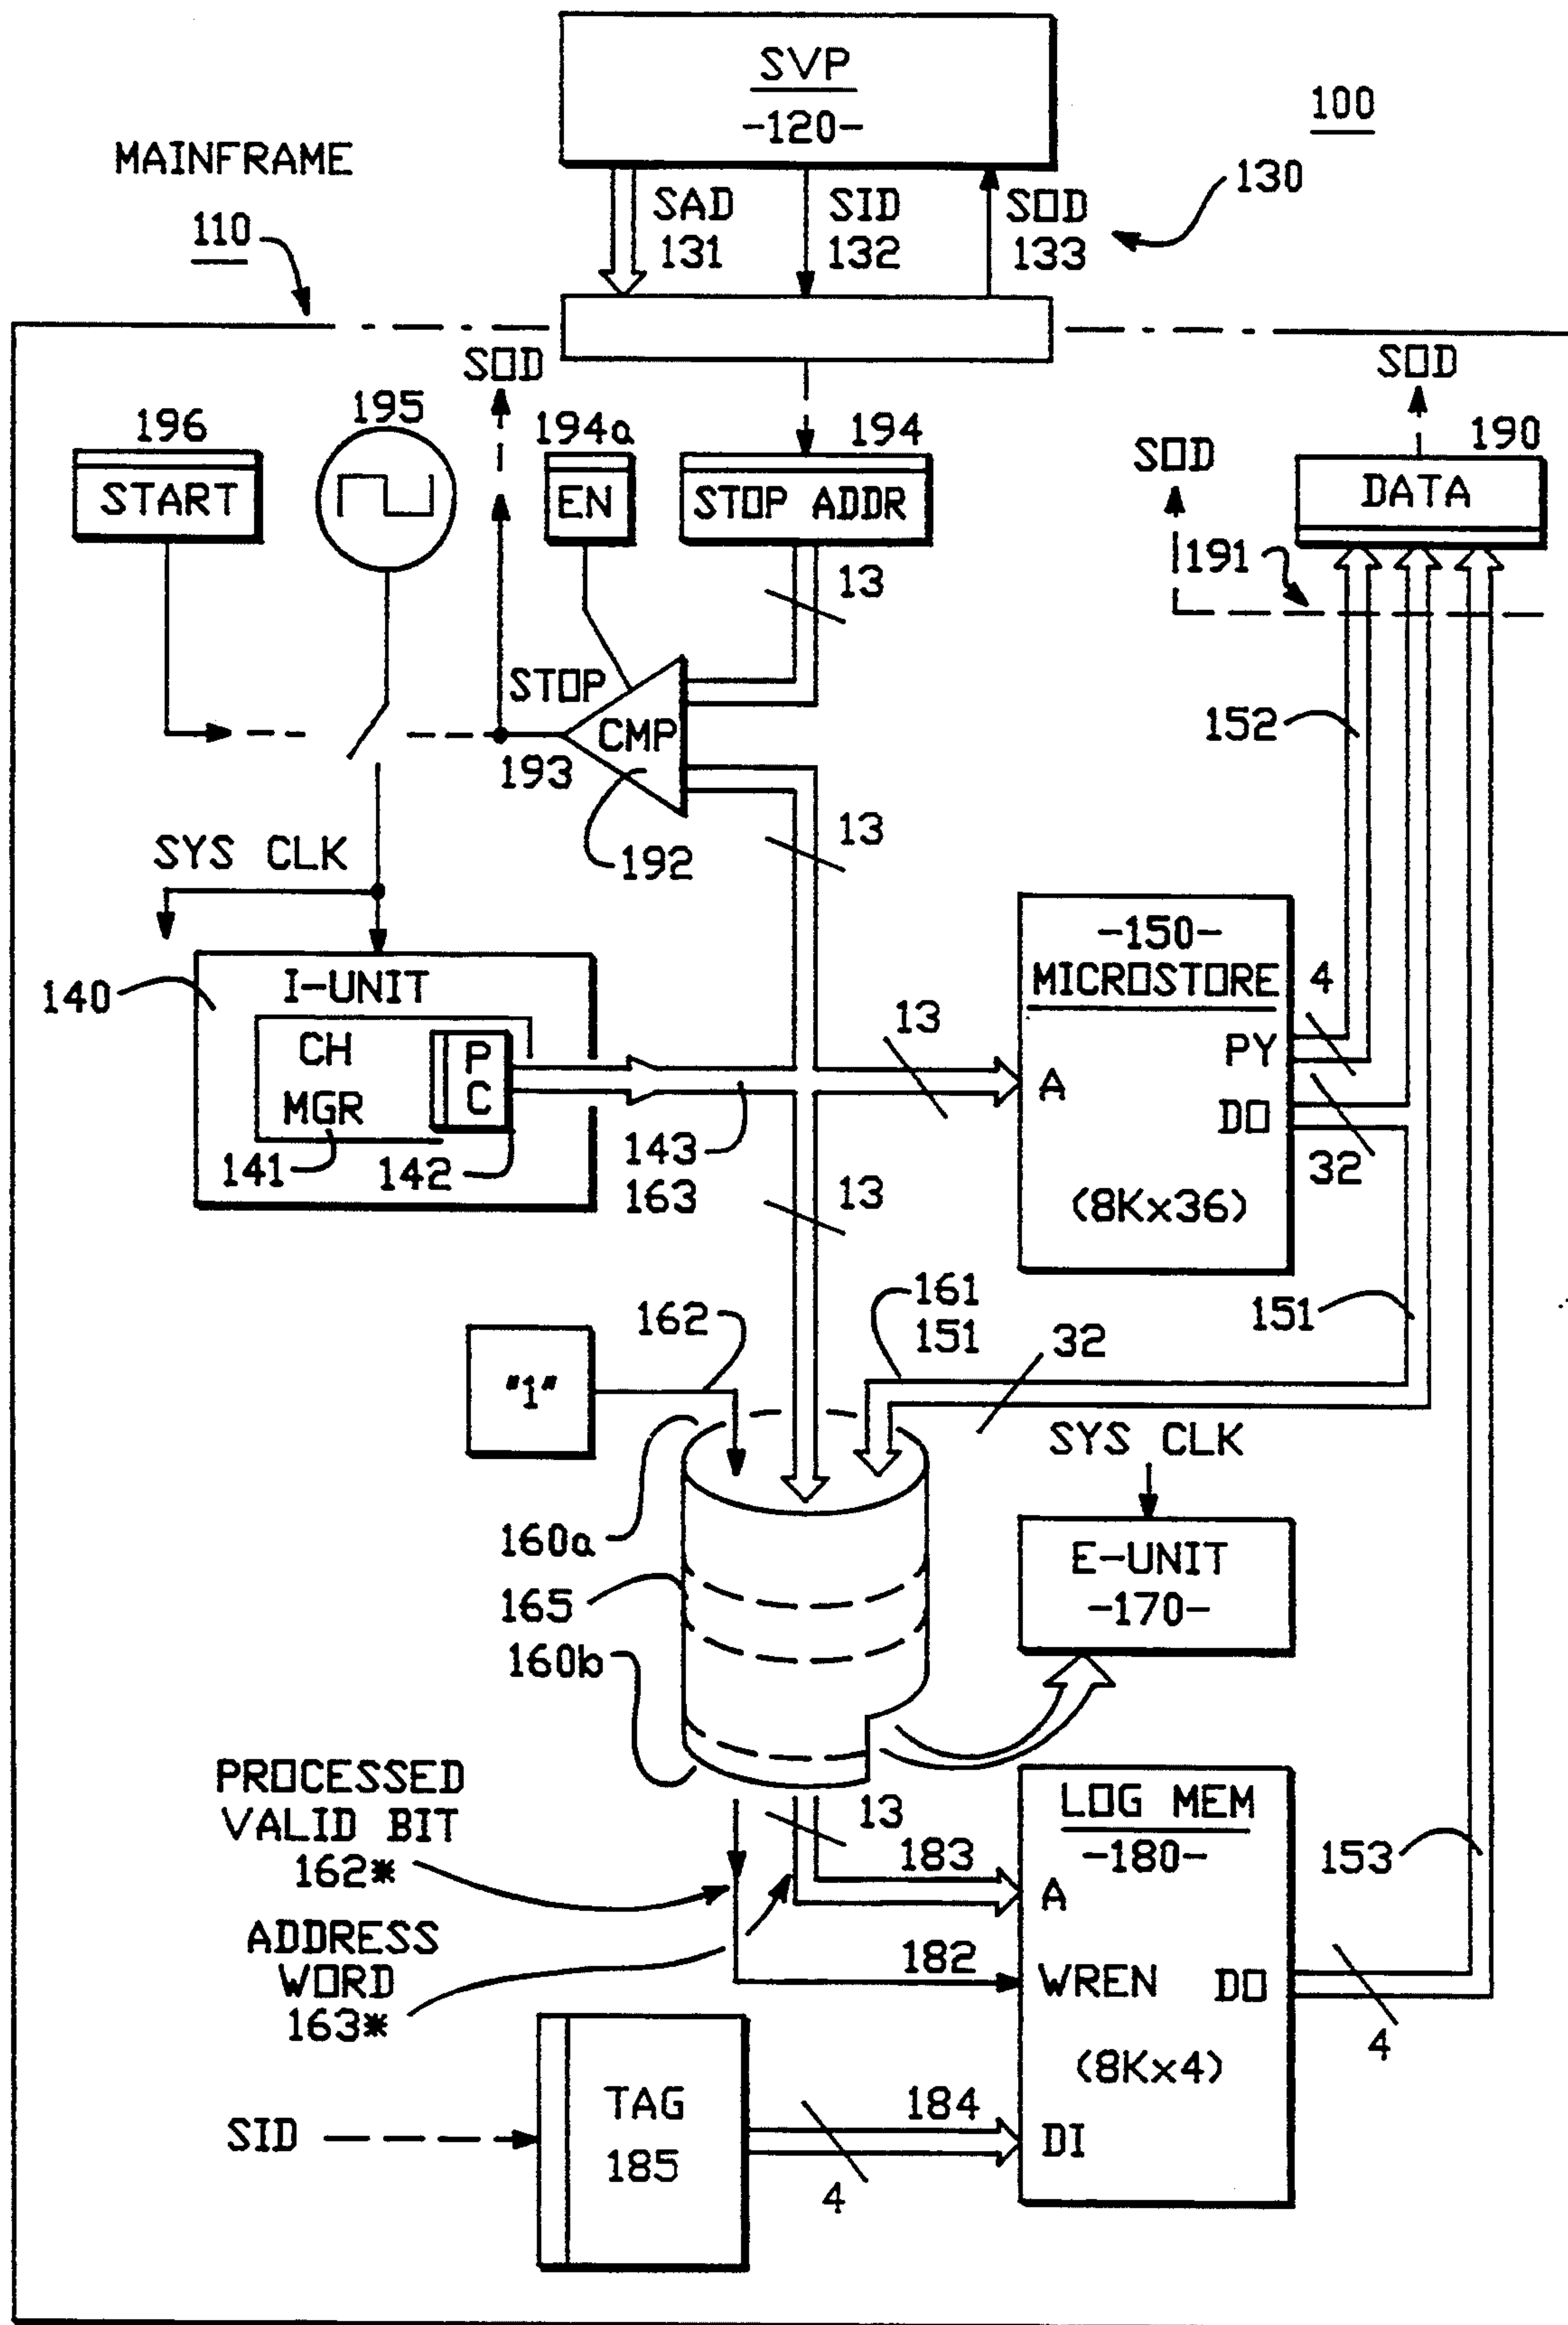 SVP
-120-
100
MAINFRAME
110
SAD
131
SID
132
SOD
133
130
SOD
SOD
196
START
195
194a
EN
194
STOP ADDR
SOD
190
DATA
191
13
STOP
CMP
193
192
152
13
SYS CLK
140
I-UNIT
CH
MGR
P
C
141
142
143
163
13
13
-150-
MICROSTORE
A
PY
DO
(8Kx36)
4
32
151
162
"1"
161
151
32
SYS CLK
160a
165
160b
E-UNIT
-170-
PROCESSED
VALID BIT
162*
13
183
LOG MEM
-180-
A
153
ADDRESS
WORD
163*
182
WREN
DO
4
(8Kx4)
SID
TAG
185
184
4
DI